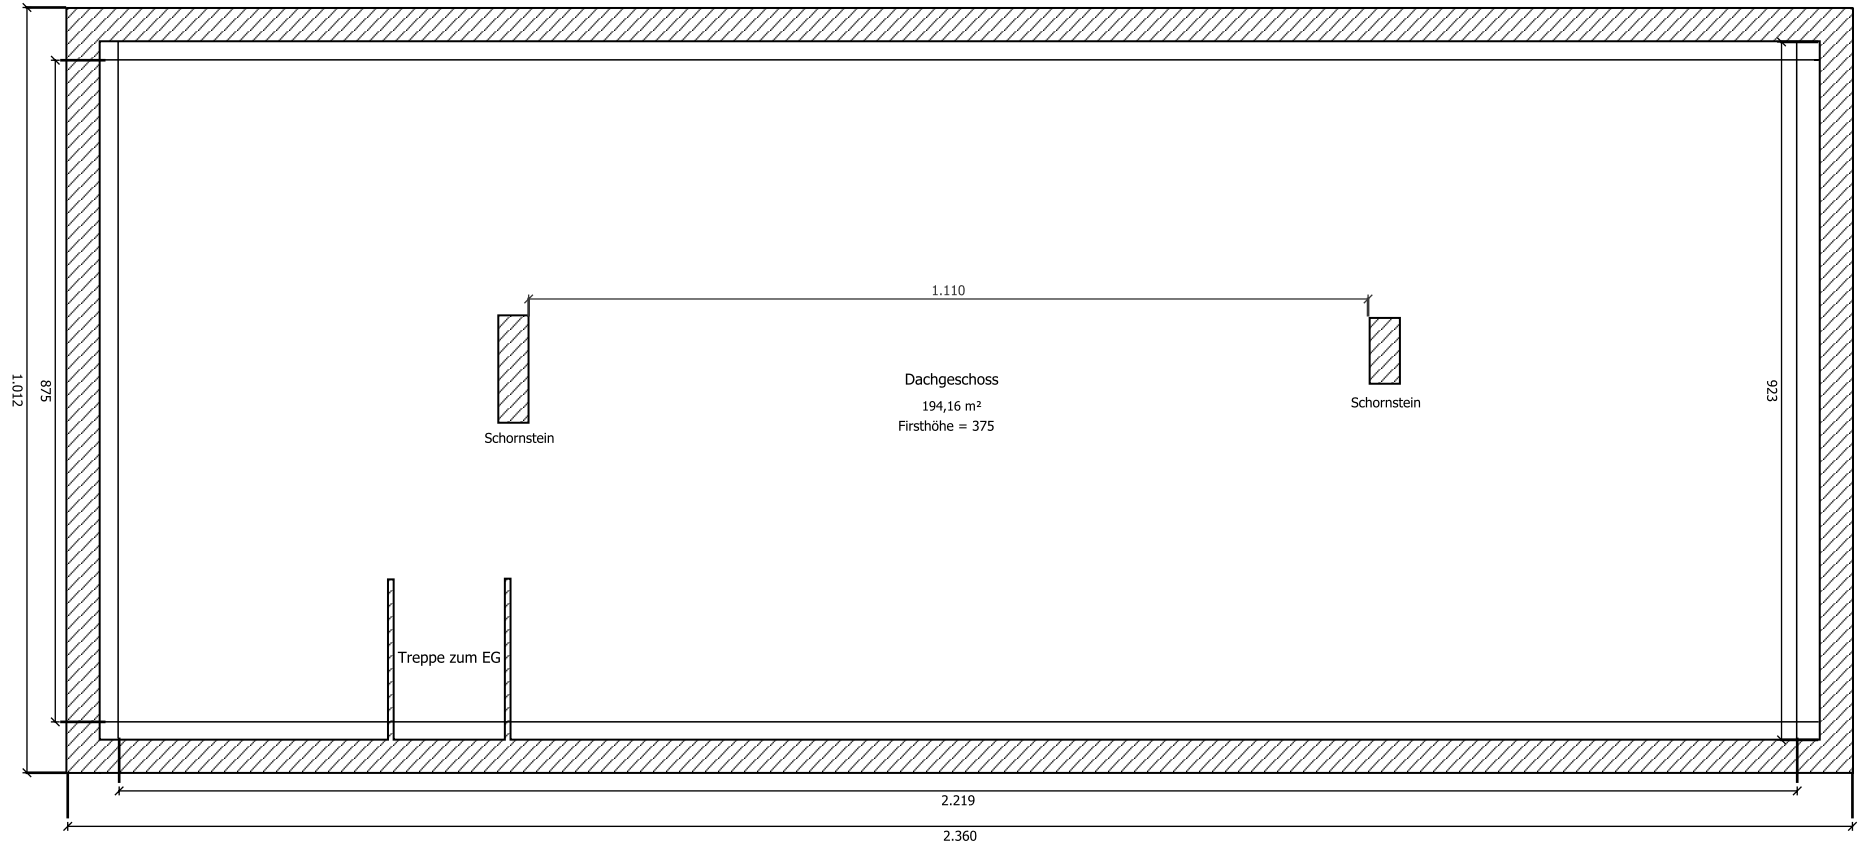 1.110
1.012
875
Dachgeschoss
194,16 m²
Firsthöhe = 375
923
Schornstein
Schornstein
Treppe zum EG
2.219
2.360